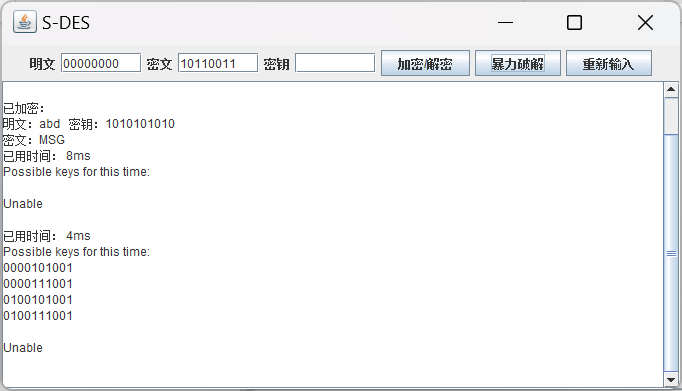 S-DES
明文 00000000 密文 10110011 密钥 加密/解密 暴力破解 重新输入
已加密：
明文：abd 密钥：1010101010
密文：MSG
已用时间： 8ms
Possible keys for this time:
Unable
已用时间： 4ms
Possible keys for this time:
0000101001
0000111001
0100101001
0100111001
Unable